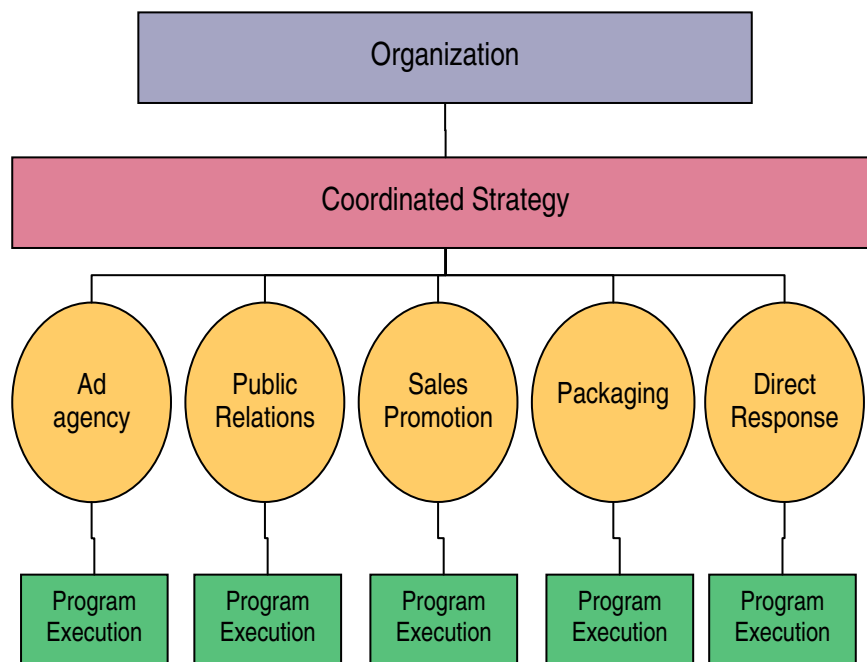 Organization
Coordinated Strategy
Ad
agency
Public
Relations
Sales
Promotion
Packaging
Direct
Response
Program
Execution
Program
Execution
Program
Execution
Program
Execution
Program
Execution